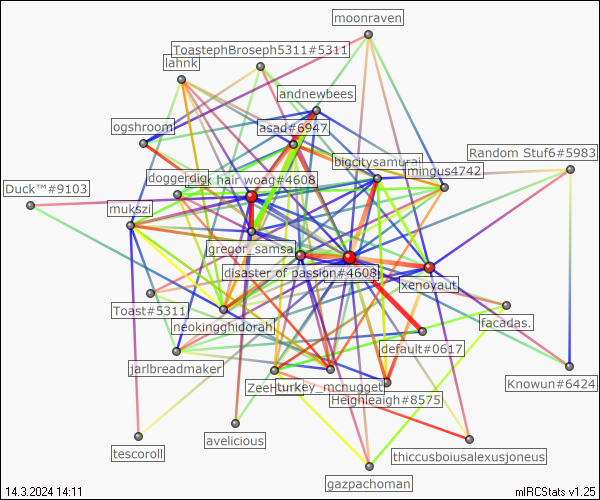 moonraven
ToastephBroseph5311#5311
lahnk
andnewbees
ogshroom
asad#6947
bigcitysamurai
Random Stuf6#5983
mingus4742
doggerdigi
hair woag#4608
Duck™#9103
mukszi
gregor_samsa
disaster of passion#4608
xenovaut
Toast#5311
neokingghidorah
facadas.
default#0617
jarlbreadmaker
Knowun#6424
turkey_mcnugget
Heighleaigh#8575
avelicious
tescoroll
thiccusboiusalexusjoneus
gazpachoman
14.3.2024 14:11
mIRCStats v1.25